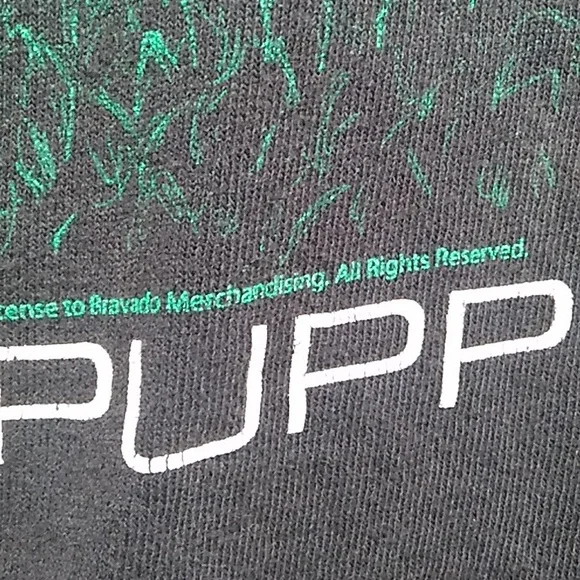 cense to Bravado Merchandising. All Rights Reserved.
PUPP